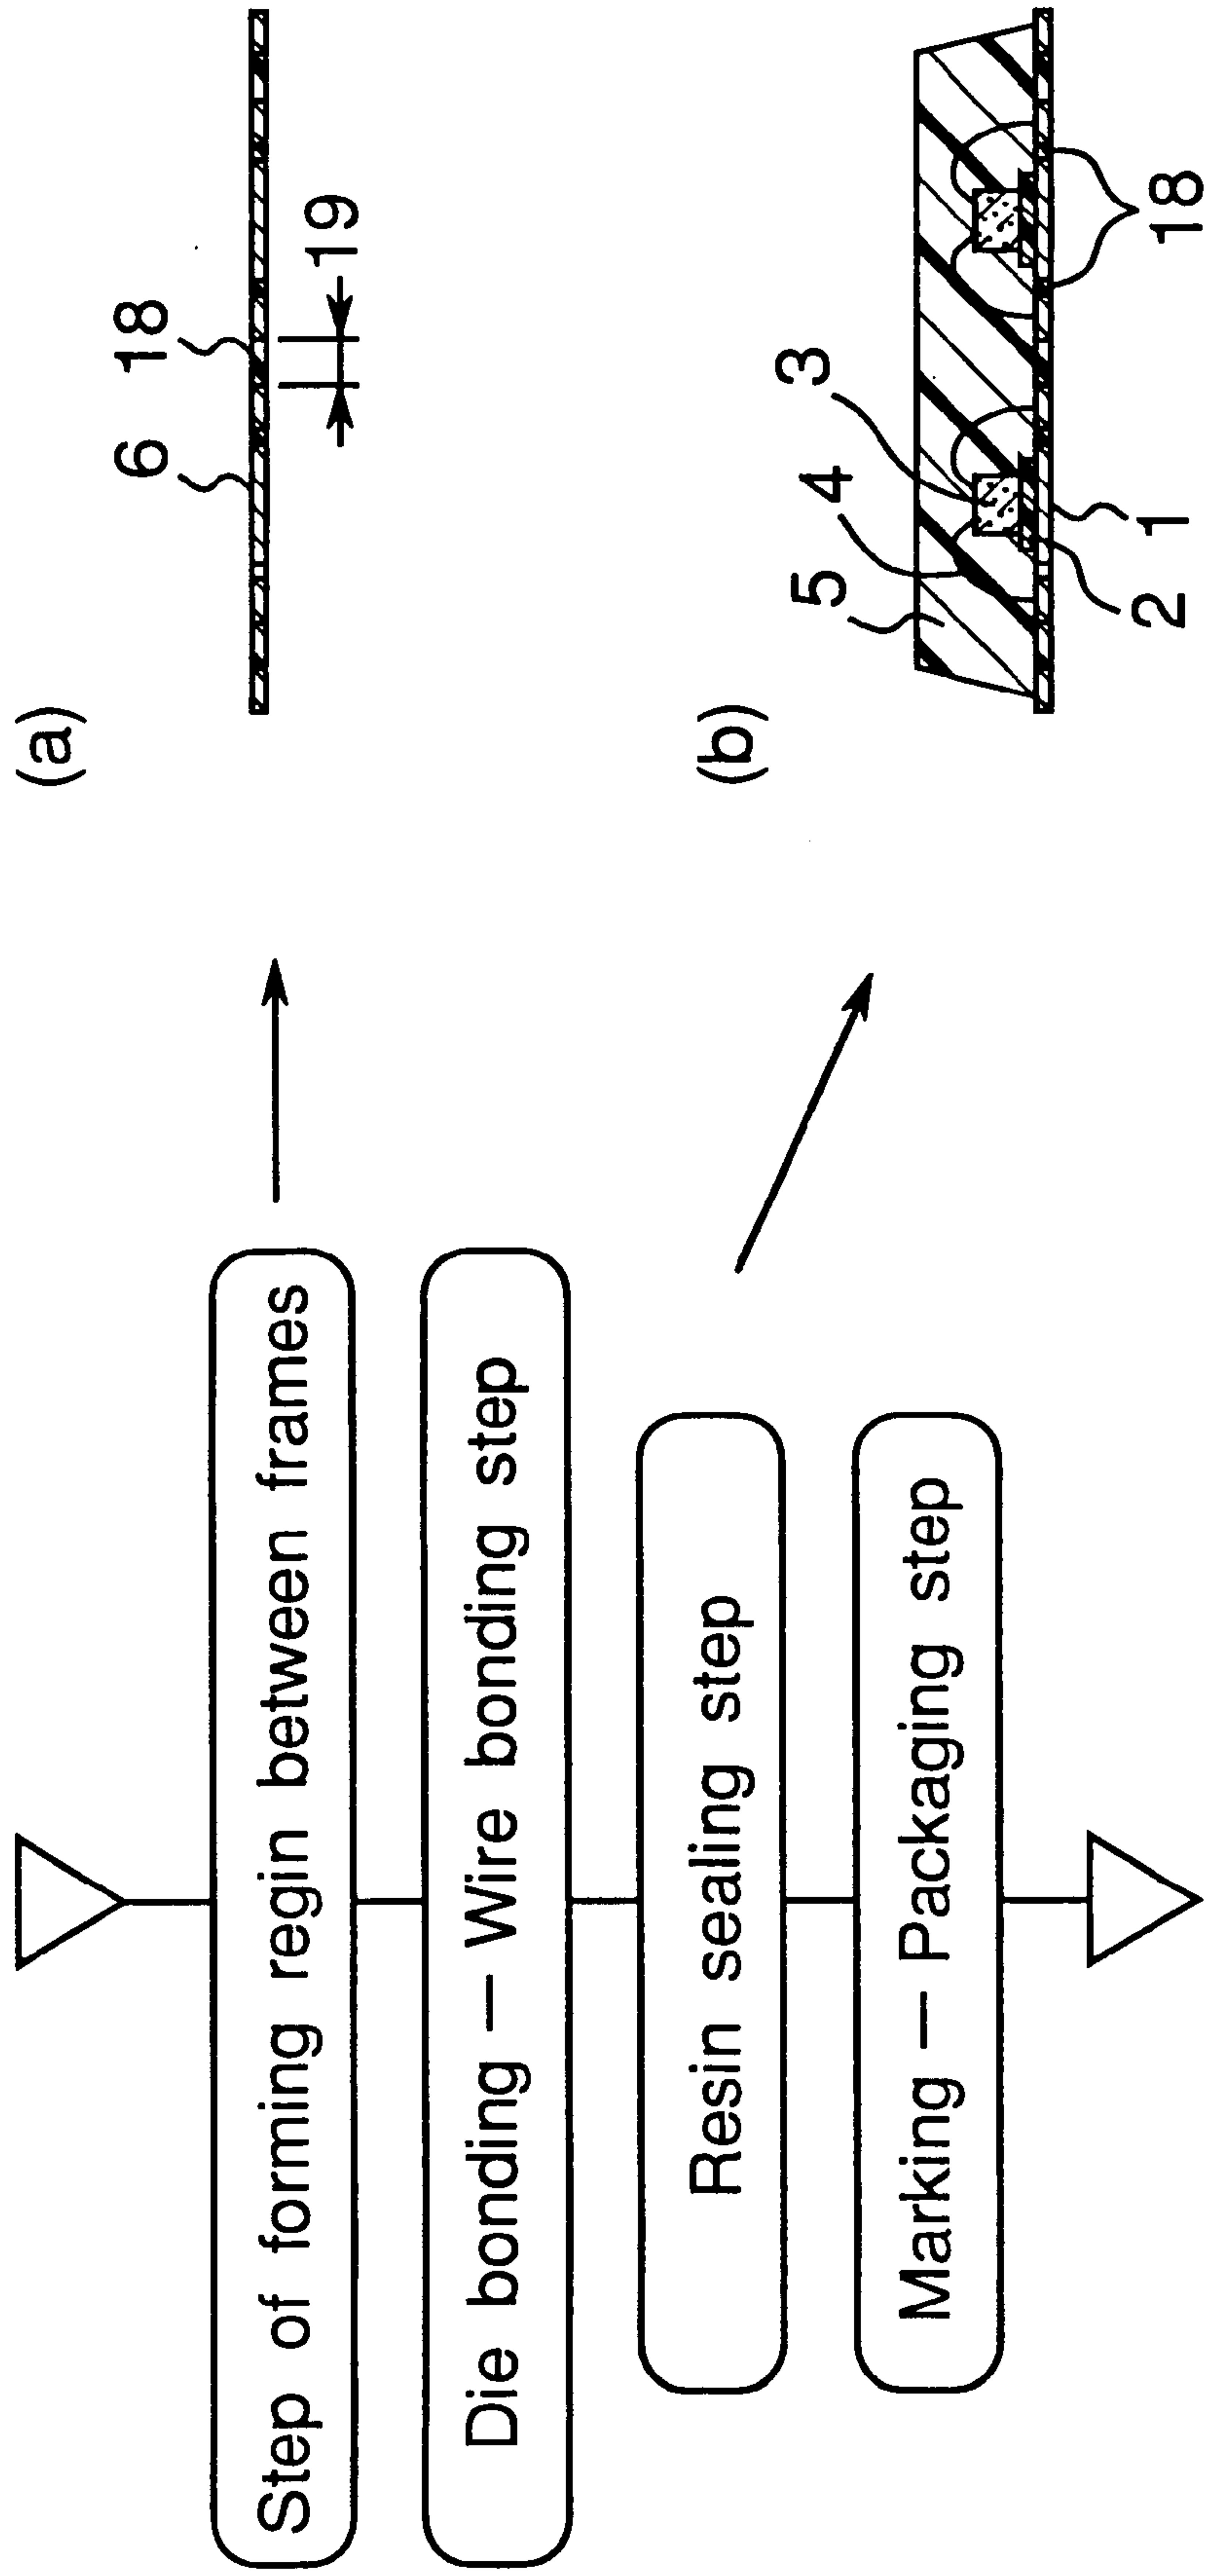 Step of forming regin between frames
Die bonding — Wire bonding step
Resin sealing step
Marking — Packaging step
(a)
6
18
19
(b)
5
4
3
2
1
18